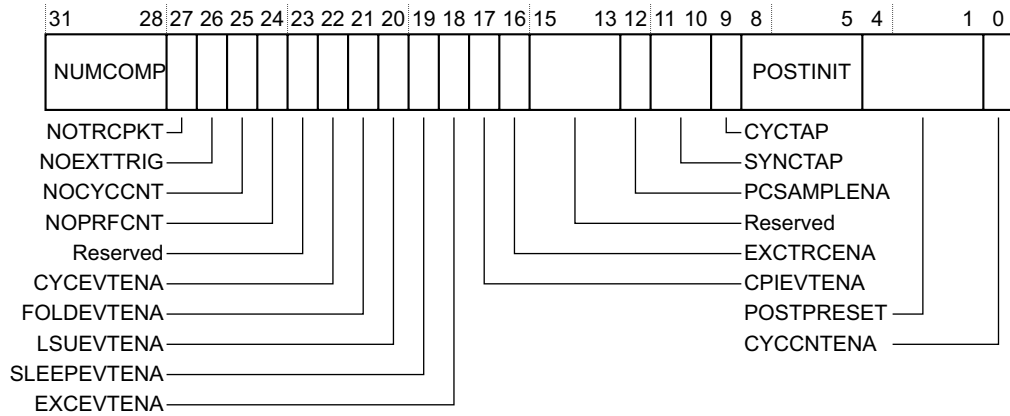 31 28 27 26 25 24 23 22 21 20 19 18 17 16 15 13 12 11 10 9 8 5 4 1 0
NUMCOMP POSTINIT
NOTRCPKT CYCTAP
NOEXTTRIG SYNCTAP
NOCYCCNT PCSAMPLENA
NOPRFCNT Reserved
Reserved EXCTRCENA
CYCEVTENA CPIEVTENA
FOLDEVTENA POSTPRESET
LSUEVTENA CYCCNTENA
SLEEPEVTENA
EXCEVTENA